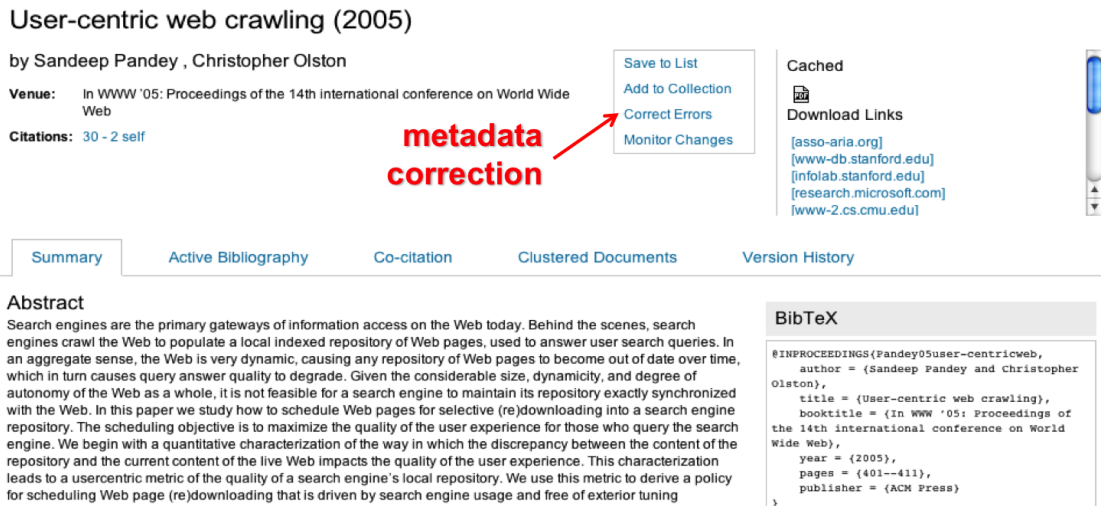 User-centric web crawling (2005)
by Sandeep Pandey , Christopher Olston
Venue: In WWW '05: Proceedings of the 14th international conference on World Wide
Web
Citations: 30 - 2 self
metadata
correction
Save to List
Add to Collection
Correct Errors
Monitor Changes
Cached
PDF
Download Links
[asso-aria.org]
[www-db.stanford.edu]
[infolab.stanford.edu]
[research.microsoft.com]
[www-2.cs.cmu.edu]
Summary Active Bibliography Co-citation Clustered Documents Version History
Abstract
Search engines are the primary gateways of information access on the Web today. Behind the scenes, search
engines crawl the Web to populate a local indexed repository of Web pages, used to answer user search queries. In
an aggregate sense, the Web is very dynamic, causing any repository of Web pages to become out of date over time,
which in turn causes query answer quality to degrade. Given the considerable size, dynamicity, and degree of
autonomy of the Web as a whole, it is not feasible for a search engine to maintain its repository exactly synchronized
with the Web. In this paper we study how to schedule Web pages for selective (re)downloading into a search engine
repository. The scheduling objective is to maximize the quality of the user experience for those who query the search
engine. We begin with a quantitative characterization of the way in which the discrepancy between the content of the
repository and the current content of the live Web impacts the quality of the user experience. This characterization
leads to a usercentric metric of the quality of a search engine's local repository. We use this metric to derive a policy
for scheduling Web page (re)downloading that is driven by search engine usage and free of exterior tuning
BibTeX
@INPROCEEDINGS{Pandey05user-centricweb,
author = {Sandeep Pandey and Christopher
Olston},
title = {User-centric web crawling},
booktitle = {In WWW '05: Proceedings of
the 14th international conference on World
Wide Web},
year = {2005},
pages = {401--411},
publisher = {ACM Press}
}